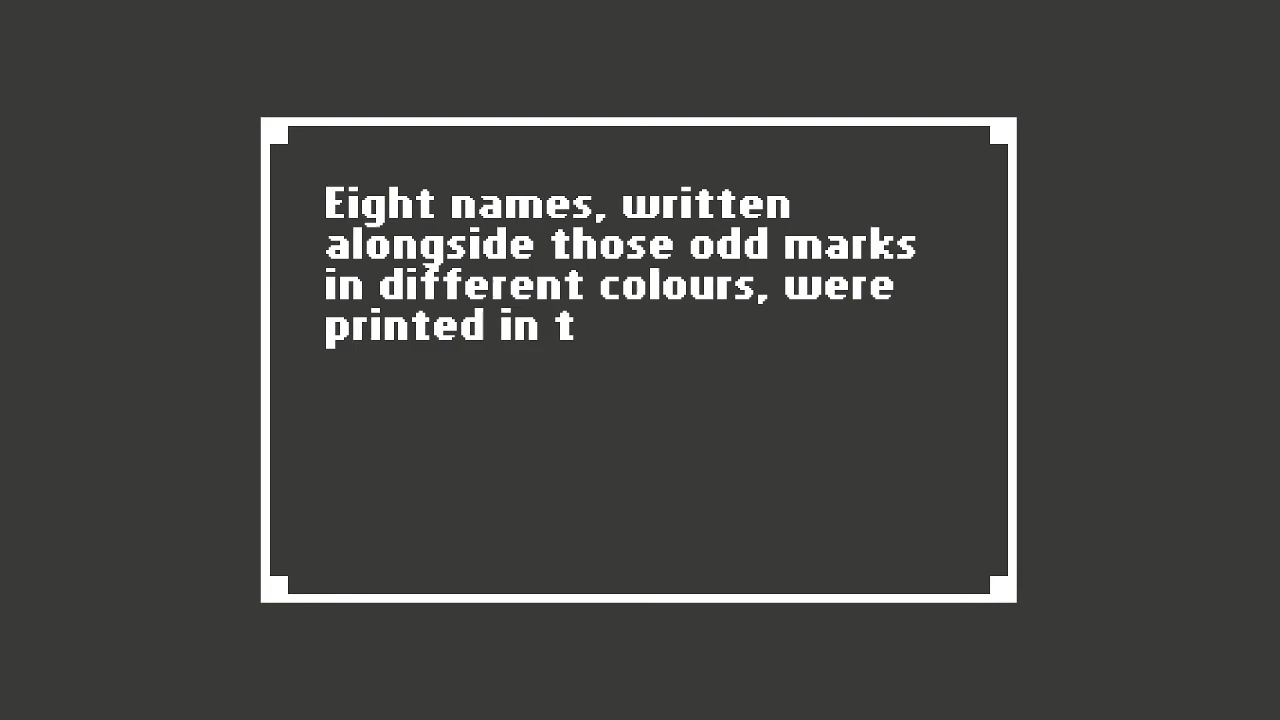 Eight names, written
alongside those odd marks
in different colours, were
printed in t